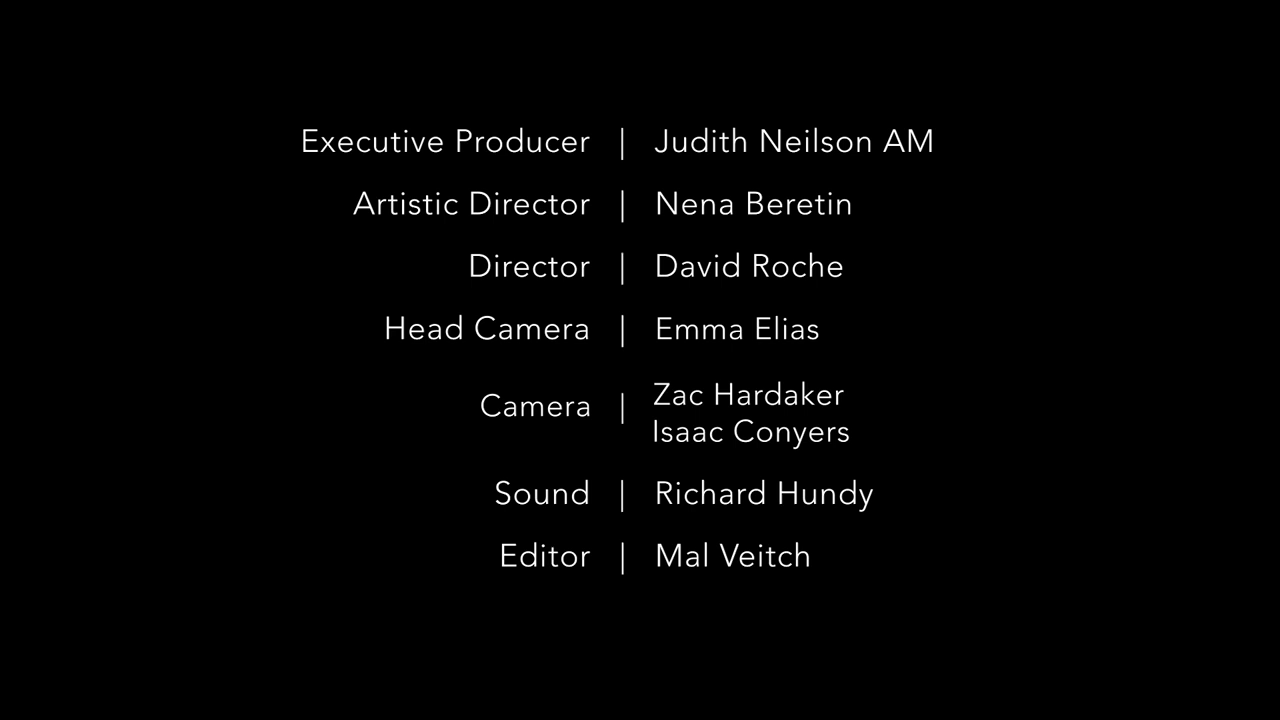 Executive Producer | Judith Neilson AM
Artistic Director | Nena Beretin
Director | David Roche
Head Camera | Emma Elias
Camera | Zac Hardaker
Isaac Conyers
Sound | Richard Hundy
Editor | Mal Veitch